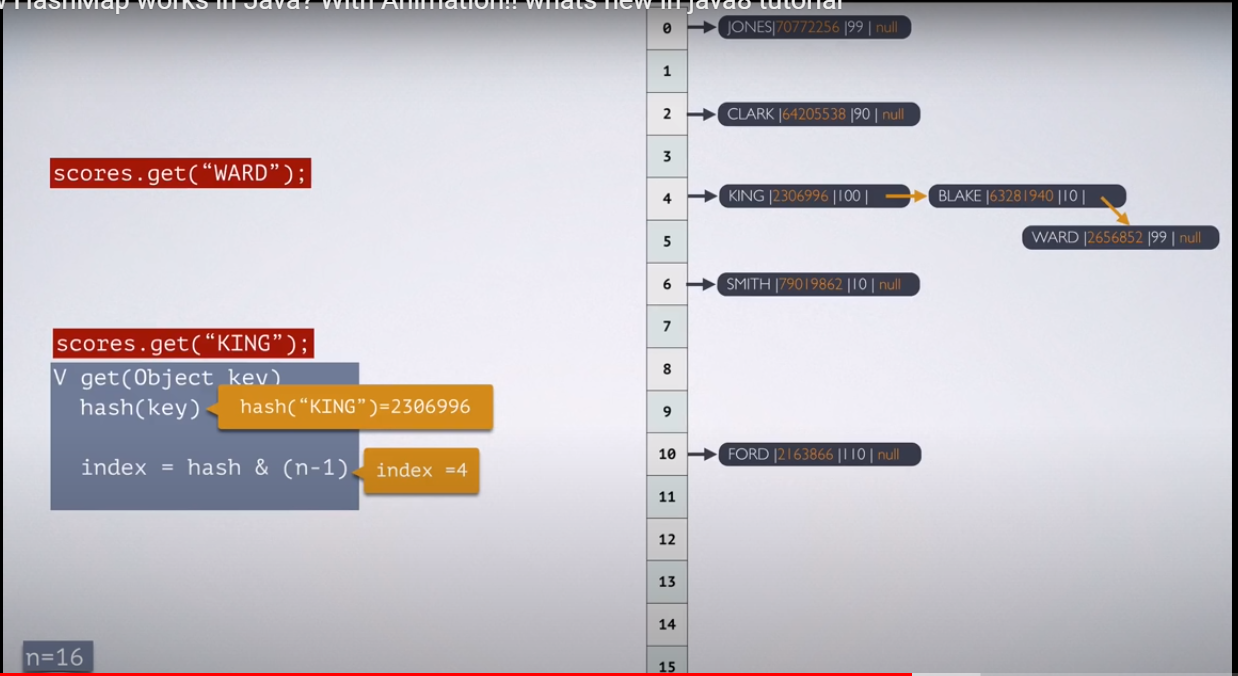 HashMap works in Java? With Animation!! whats new in java8 tutorial
scores.get(“WARD”);
scores.get(“KING”);
V get(Object key)
hash(key)
hash(“KING”)=2306996
index = hash & (n-1)
index =4
n=16
0
JONES|70772256 |99 | null
1
2
CLARK |64205538 |90 | null
3
4
KING |2306996 |100 |
BLAKE |63281940 |10 |
5
WARD |2656852 |99 | null
6
SMITH |79019862 |10 | null
7
8
9
10
FORD |2163866 |110 | null
11
12
13
14
15